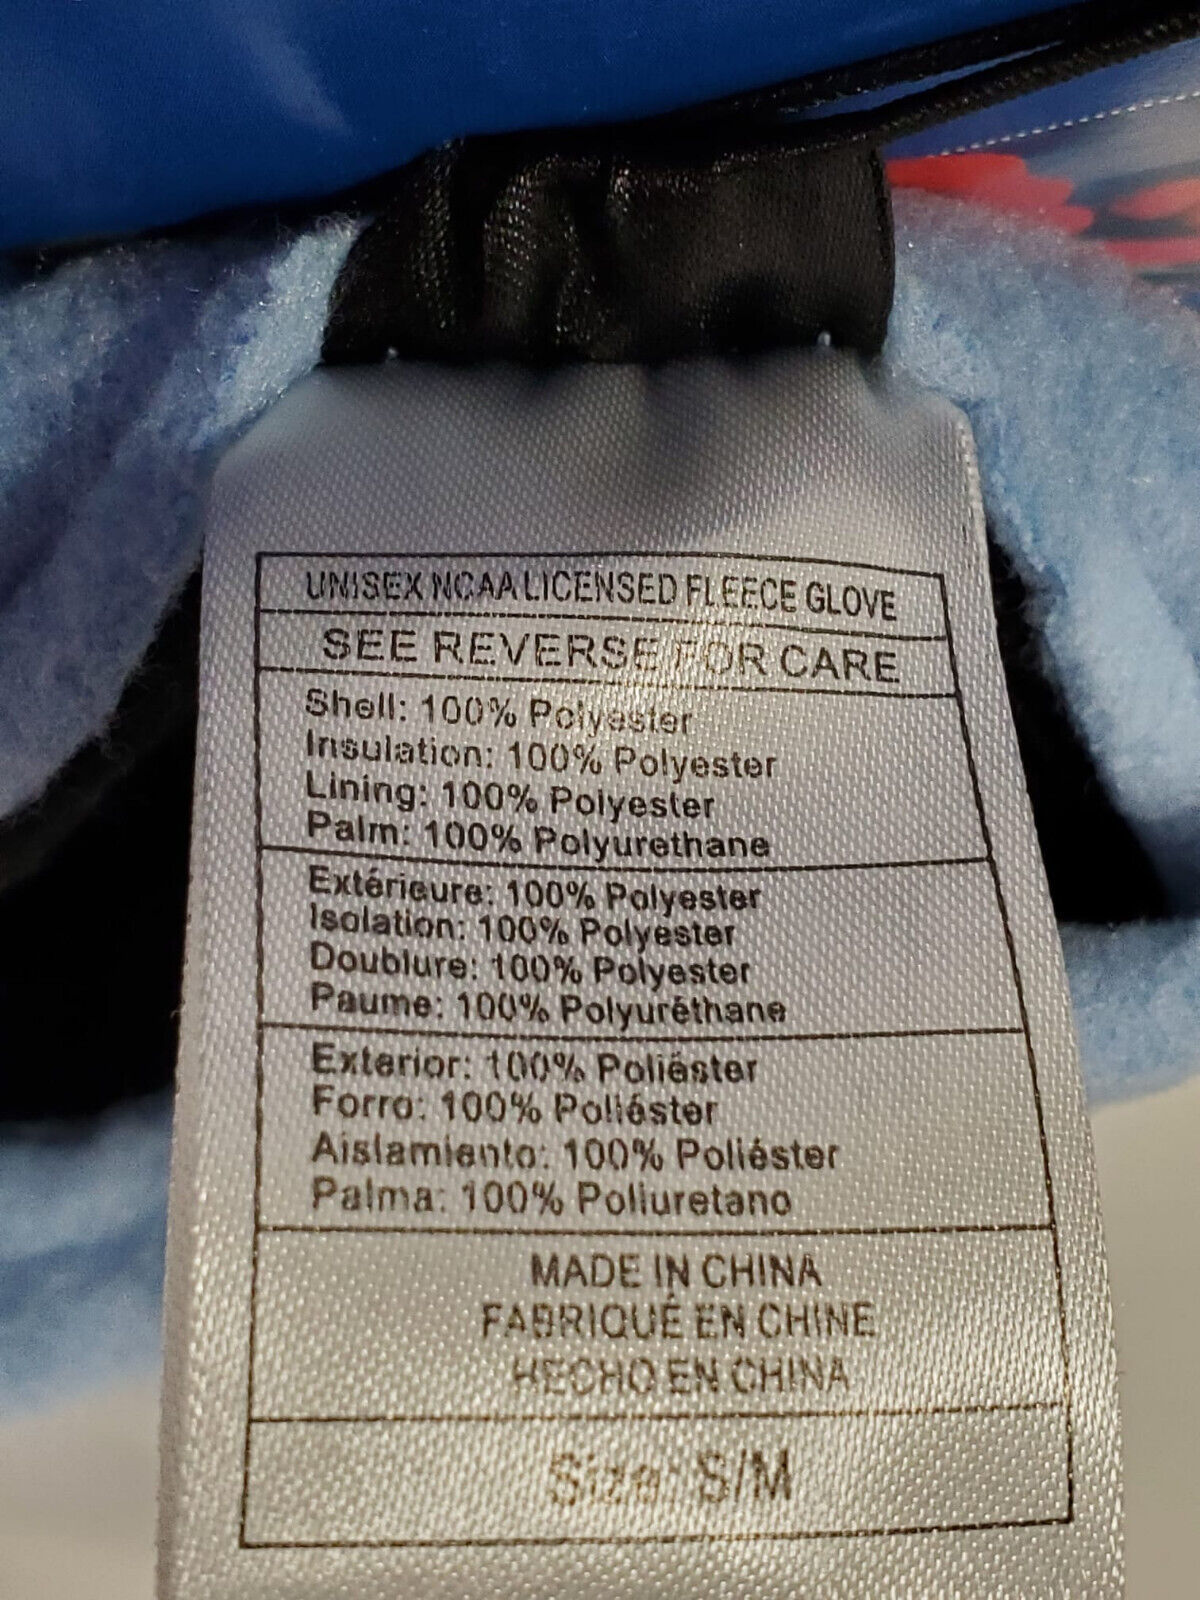 UNISEX NCAA LICENSED FLEECE GLOVE
SEE REVERSE FOR CARE
Shell: 100% Polyester
Insulation: 100% Polyester
Lining: 100% Polyester
Palm: 100% Polyurethane
Extérieure: 100% Polyester
Isolation: 100% Polyester
Doublure: 100% Polyester
Paume: 100% Polyuréthane
Exterior: 100% Poliéster
Forro: 100% Poliéster
Aislamiento: 100% Poliéster
Palma: 100% Poliuretano
MADE IN CHINA
FABRIQUÉ EN CHINE
HECHO EN CHINA
Size: S/M